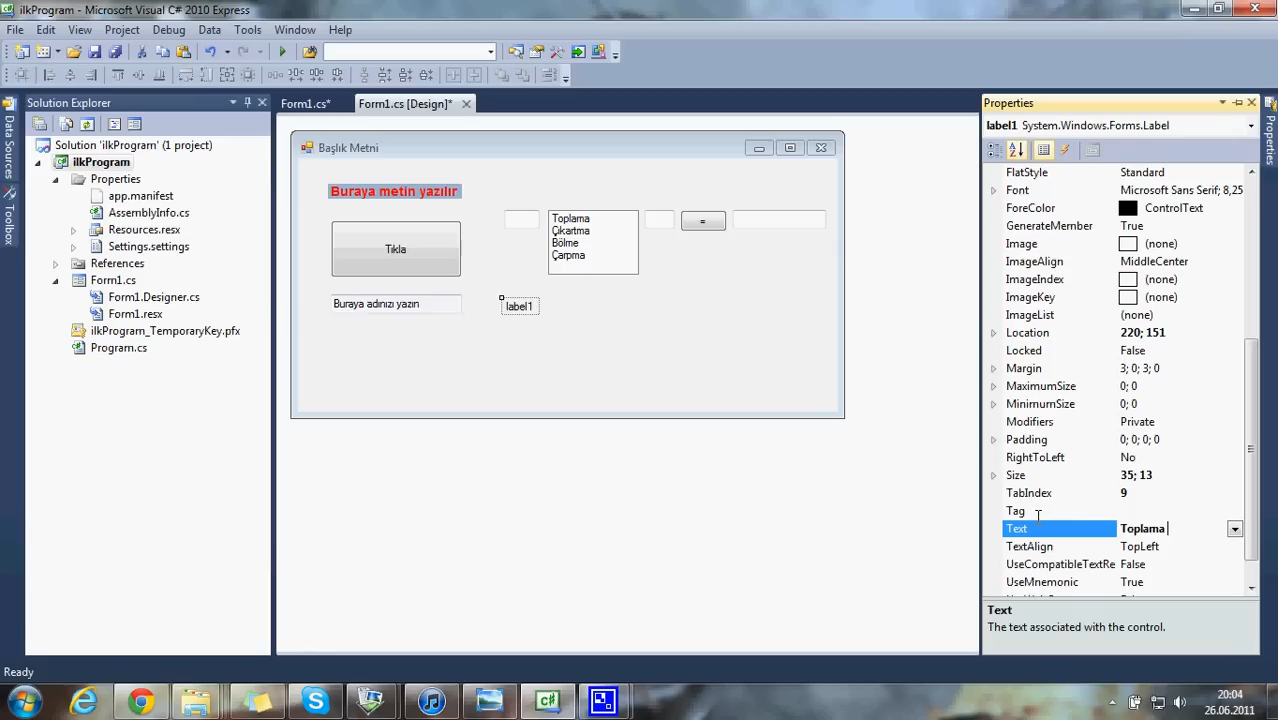 ilkProgram - Microsoft Visual C# 2010 Express
File Edit View Project Debug Data Tools Window Help
Solution Explorer
Form1.cs* Form1.cs [Design]*
Properties
Data Sources
Toolbox
Solution 'ilkProgram' (1 project)
ilkProgram
Properties
app.manifest
AssemblyInfo.cs
Resources.resx
Settings.settings
References
Form1.cs
Form1.Designer.cs
Form1.resx
ilkProgram_TemporaryKey.pfx
Program.cs
Başlık Metni
Buraya metin yazılır
Tıkla
Buraya adınızı yazın
Toplama
Çıkartma
Bölme
Çarpma
=
label1
label1 System.Windows.Forms.Label
FlatStyle Standard
Font Microsoft Sans Serif; 8,25
ForeColor ControlText
GenerateMember True
Image (none)
ImageAlign MiddleCenter
ImageIndex (none)
ImageKey (none)
ImageList (none)
Location 220; 151
Locked False
Margin 3; 0; 3; 0
MaximumSize 0; 0
MinimumSize 0; 0
Modifiers Private
Padding 0; 0; 0; 0
RightToLeft No
Size 35; 13
TabIndex 9
Tag
Text Toplama
TextAlign TopLeft
UseCompatibleTextRe False
UseMnemonic True
Text
The text associated with the control.
Properties
Ready
20:04
26.06.2011